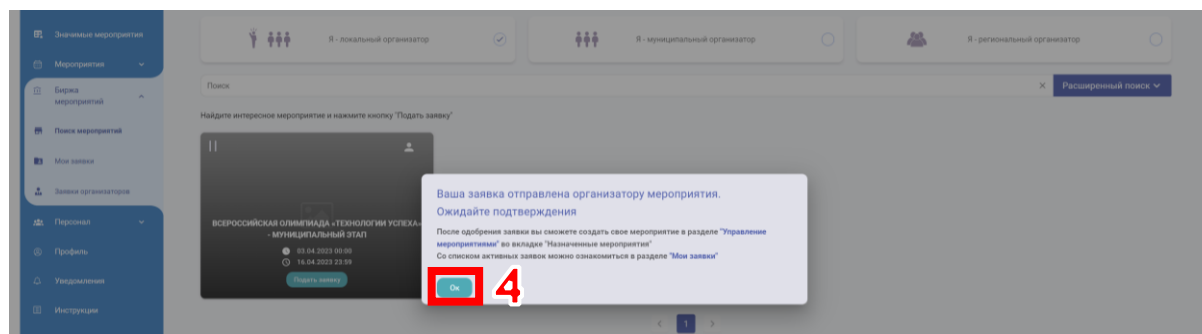 Значимые мероприятия
Мероприятия
Биржа
мероприятий
Поиск мероприятий
Мои заявки
Заявки организаторов
Персонал
Профиль
Уведомления
Инструкции
Я - локальный организатор
Я - муниципальный организатор
Я - региональный организатор
Поиск
Расширенный поиск
Найдите интересное мероприятие и нажмите кнопку "Подать заявку"
ВСЕРОССИЙСКАЯ ОЛИМПИАДА «ТЕХНОЛОГИИ УСПЕХА»
- МУНИЦИПАЛЬНЫЙ ЭТАП
03.04.2023 00:00
16.04.2023 23:59
Подать заявку
Ваша заявка отправлена организатору мероприятия.
Ожидайте подтверждения
После одобрения заявки вы сможете создать свое мероприятие в разделе "Управление
мероприятиями" во вкладке "Назначенные мероприятия"
Со списком активных заявок можно ознакомиться в разделе "Мои заявки"
Ок
4
< 1 >